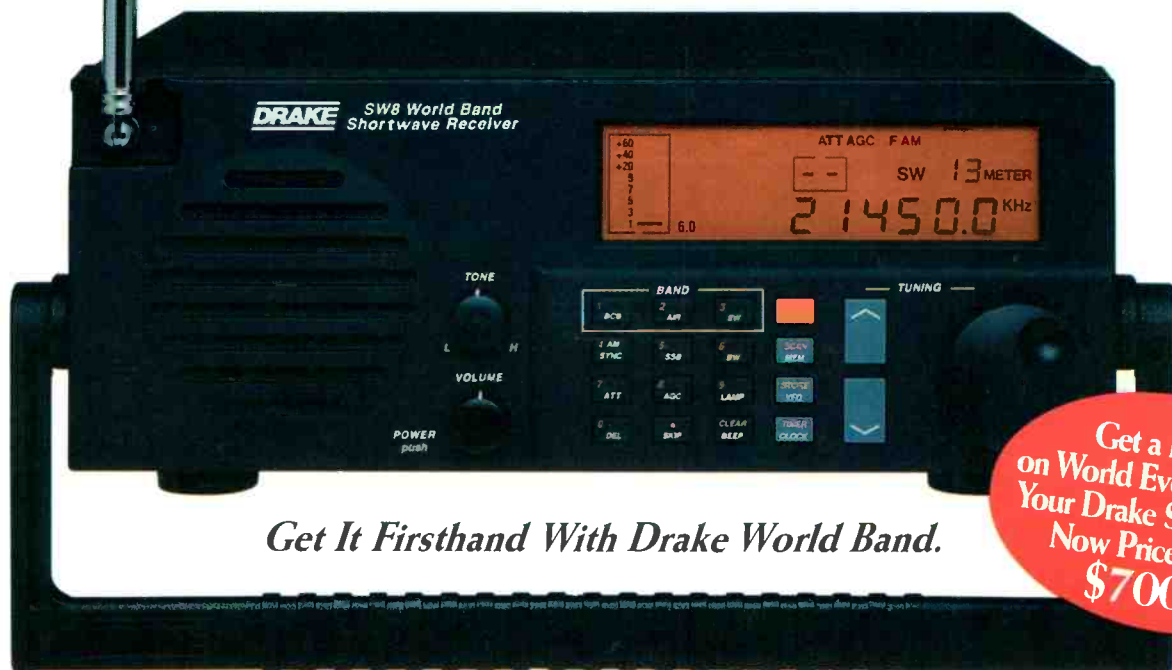 DRAKE SW8 World Band
Shortwave Receiver
+60
+40
+20
9
7
5
3
1
6.0
ATT AGC F AM
-- SW 13 METER
21450.0 KHz
TONE
L H
VOLUME
POWER
push
BAND
TUNING
1 BCB
2 AIR
3 SW
4 AM SYNC
5 SSB
6 BW
SCAN MEM
7 ATT
8 AGC
9 LAMP
STORE VFO
0 DEL
SKIP
CLEAR BEEP
TIMER CLOCK
Get It Firsthand With Drake World Band.
Get a
on World
Your Drake
Now
$700